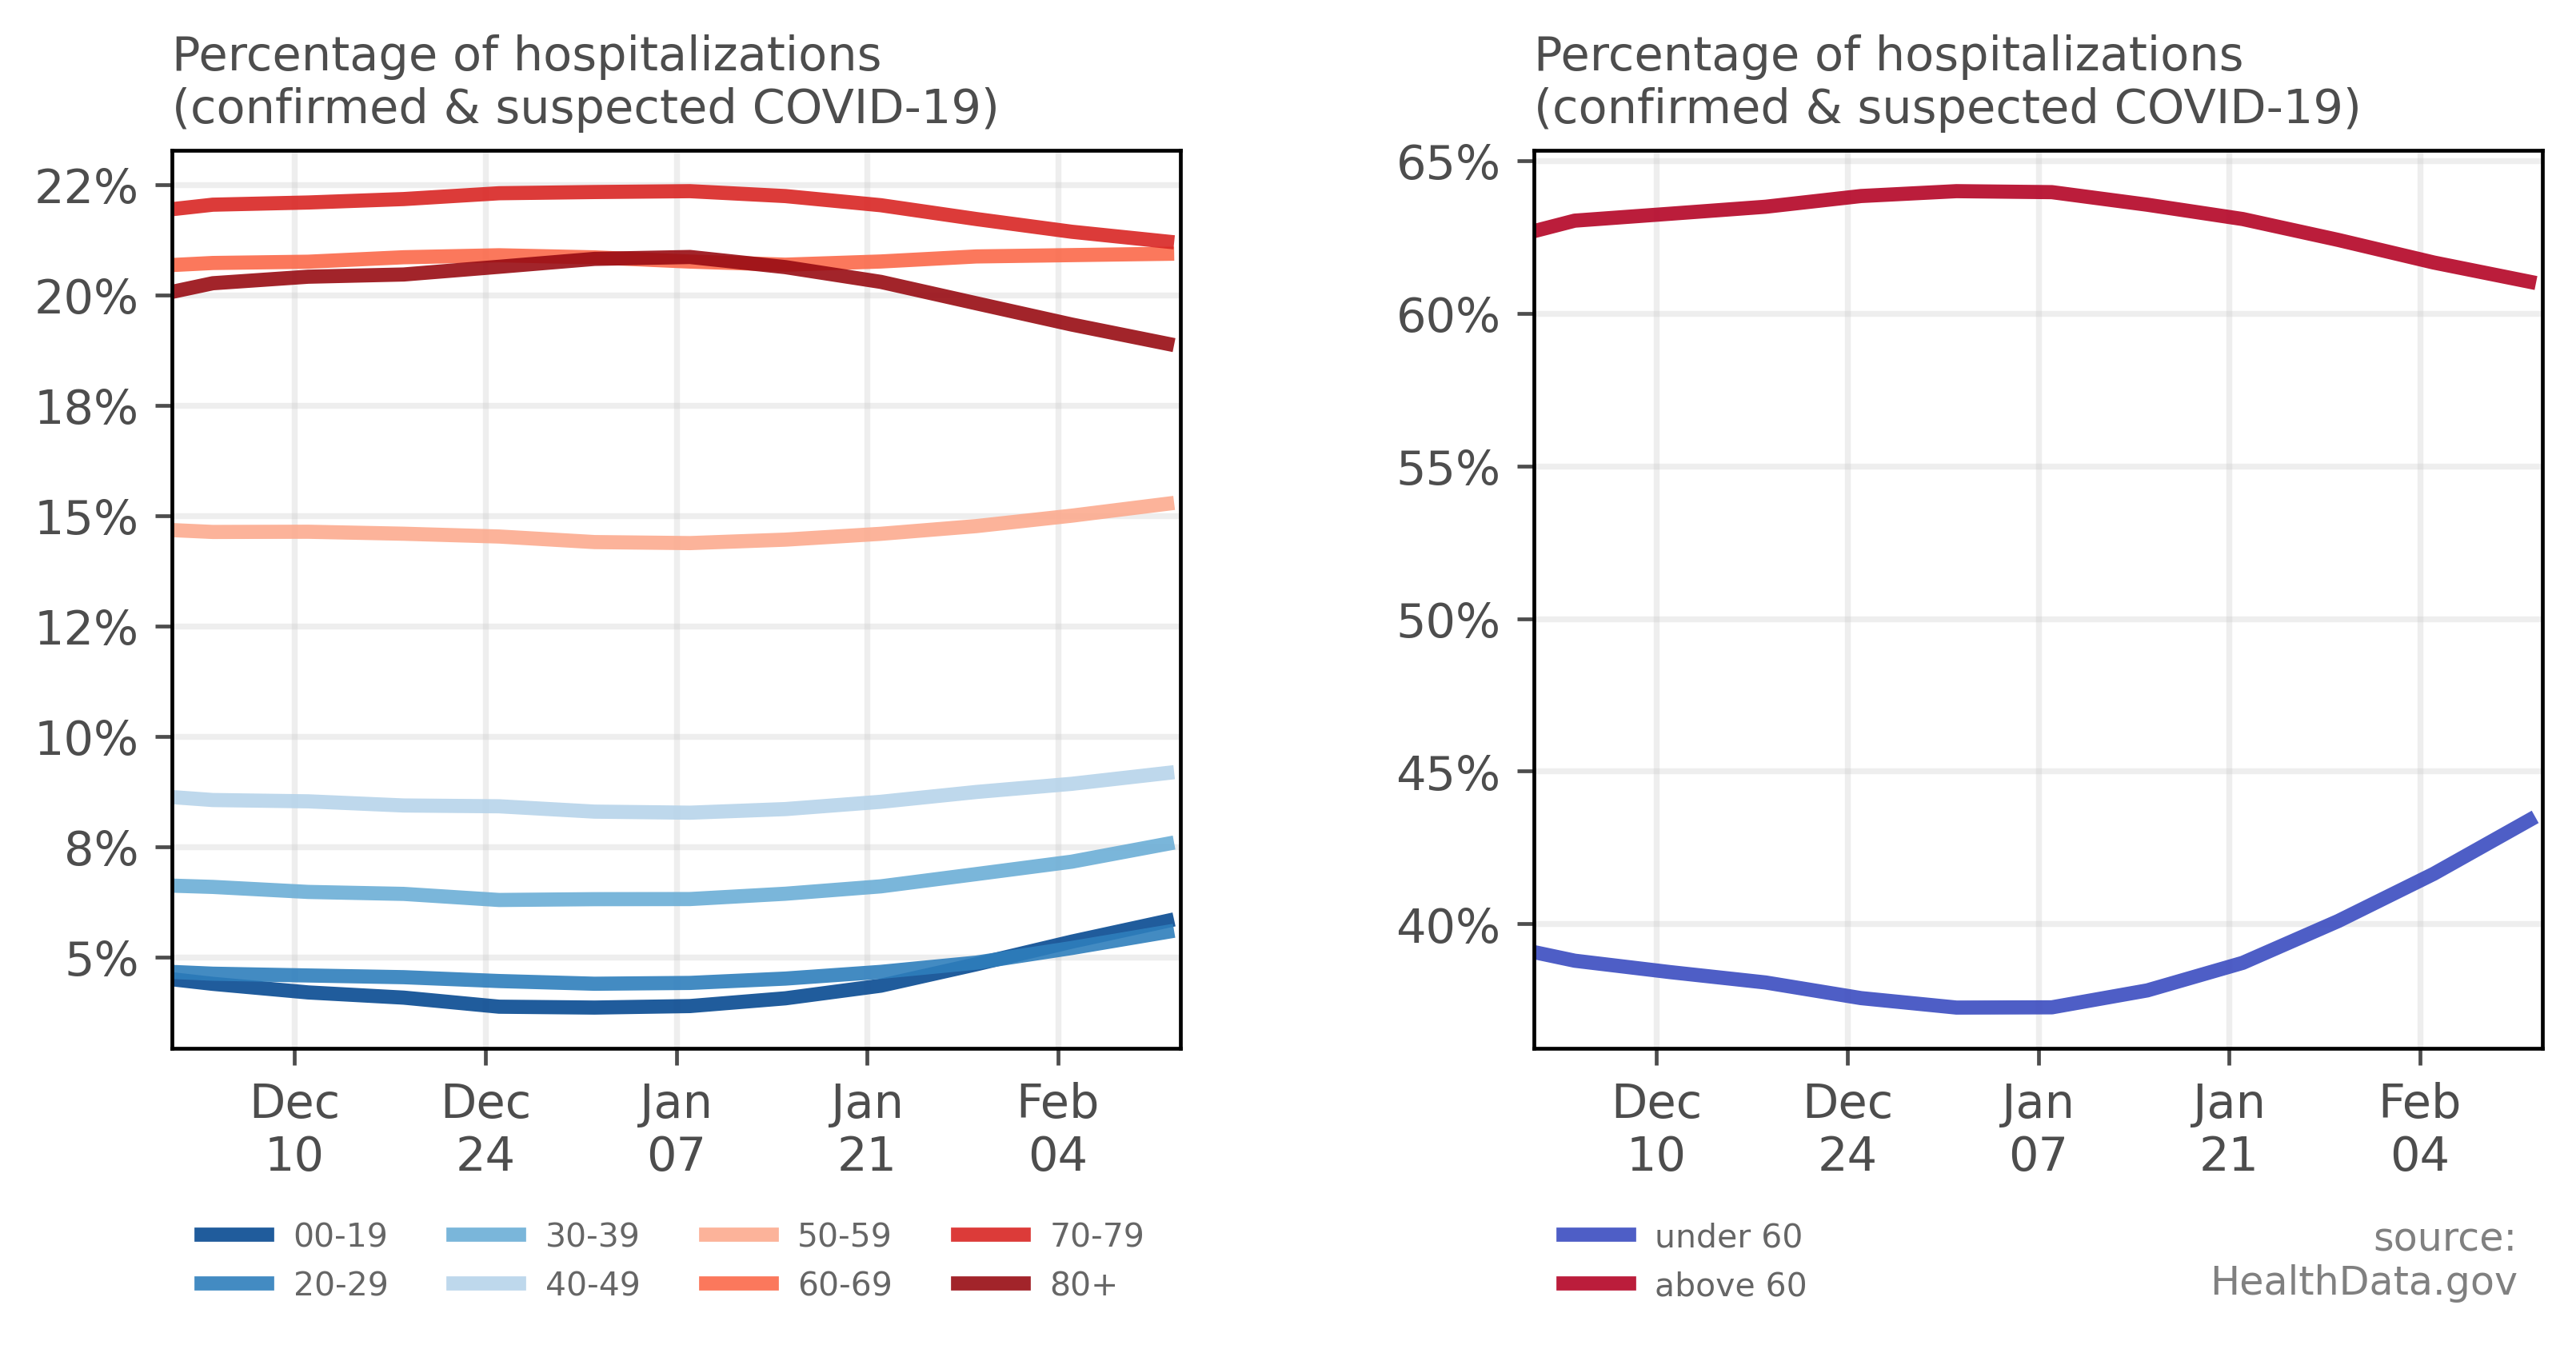 Percentage of hospitalizations
(confirmed & suspected COVID-19)
22%
20%
18%
15%
12%
10%
8%
5%
Dec
10
Dec
24
Jan
07
Jan
21
Feb
04
00-19
30-39
50-59
70-79
20-29
40-49
60-69
80+
Percentage of hospitalizations
(confirmed & suspected COVID-19)
65%
60%
55%
50%
45%
40%
Dec
10
Dec
24
Jan
07
Jan
21
Feb
04
under 60
above 60
source:
HealthData.gov